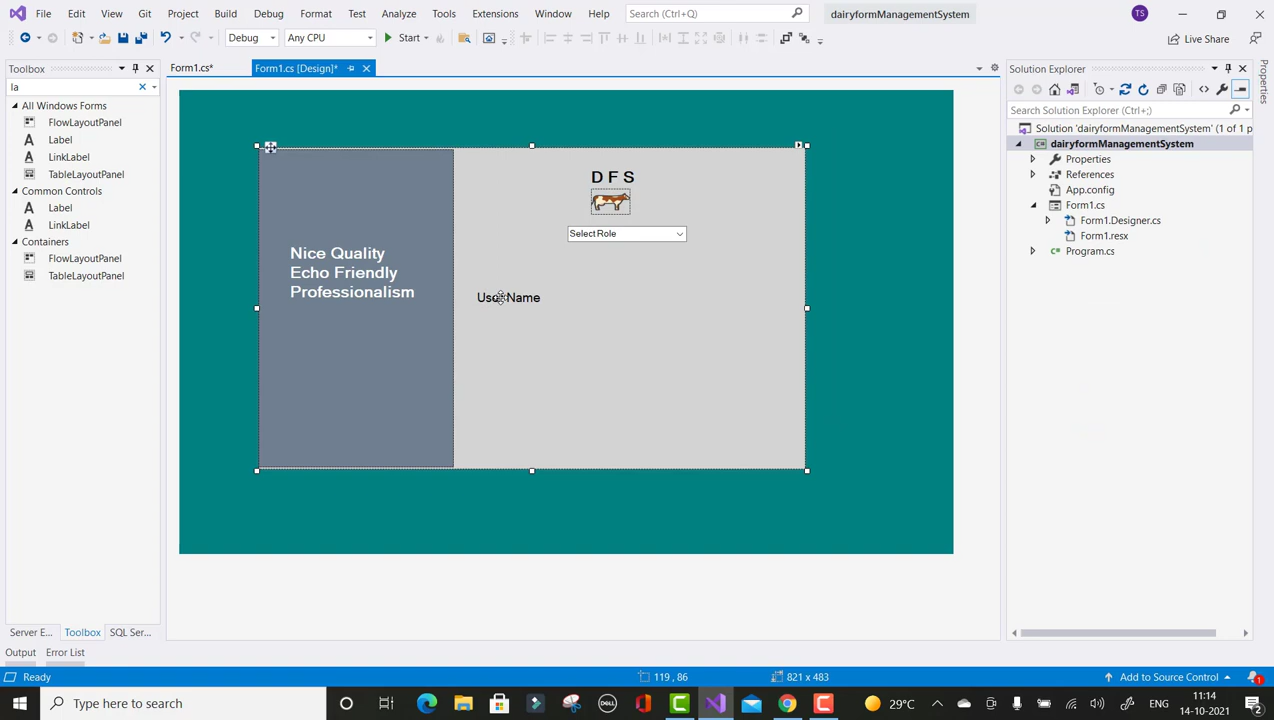 File Edit View Git Project Build Debug Format Test Analyze Tools Extensions Window Help Search (Ctrl+Q) dairyformManagementSystem TS
Debug Any CPU Start Live Share
Toolbox
la
All Windows Forms
FlowLayoutPanel
A Label
A LinkLabel
TableLayoutPanel
Common Controls
A Label
A LinkLabel
Containers
FlowLayoutPanel
TableLayoutPanel
Server E... Toolbox SQL Ser...
Form1.cs* Form1.cs [Design]*
Nice Quality
Echo Friendly
Professionalism
D F S
Select Role
UserName
Solution Explorer
Search Solution Explorer (Ctrl+;)
Solution 'dairyformManagementSystem' (1 of 1 p
dairyformManagementSystem
Properties
References
App.config
Form1.cs
Form1.Designer.cs
Form1.resx
Program.cs
Properties
Output Error List
Ready 119 , 86 821 x 483 Add to Source Control 1
Type here to search DELL 29°C ENG 11:14
14-10-2021 2